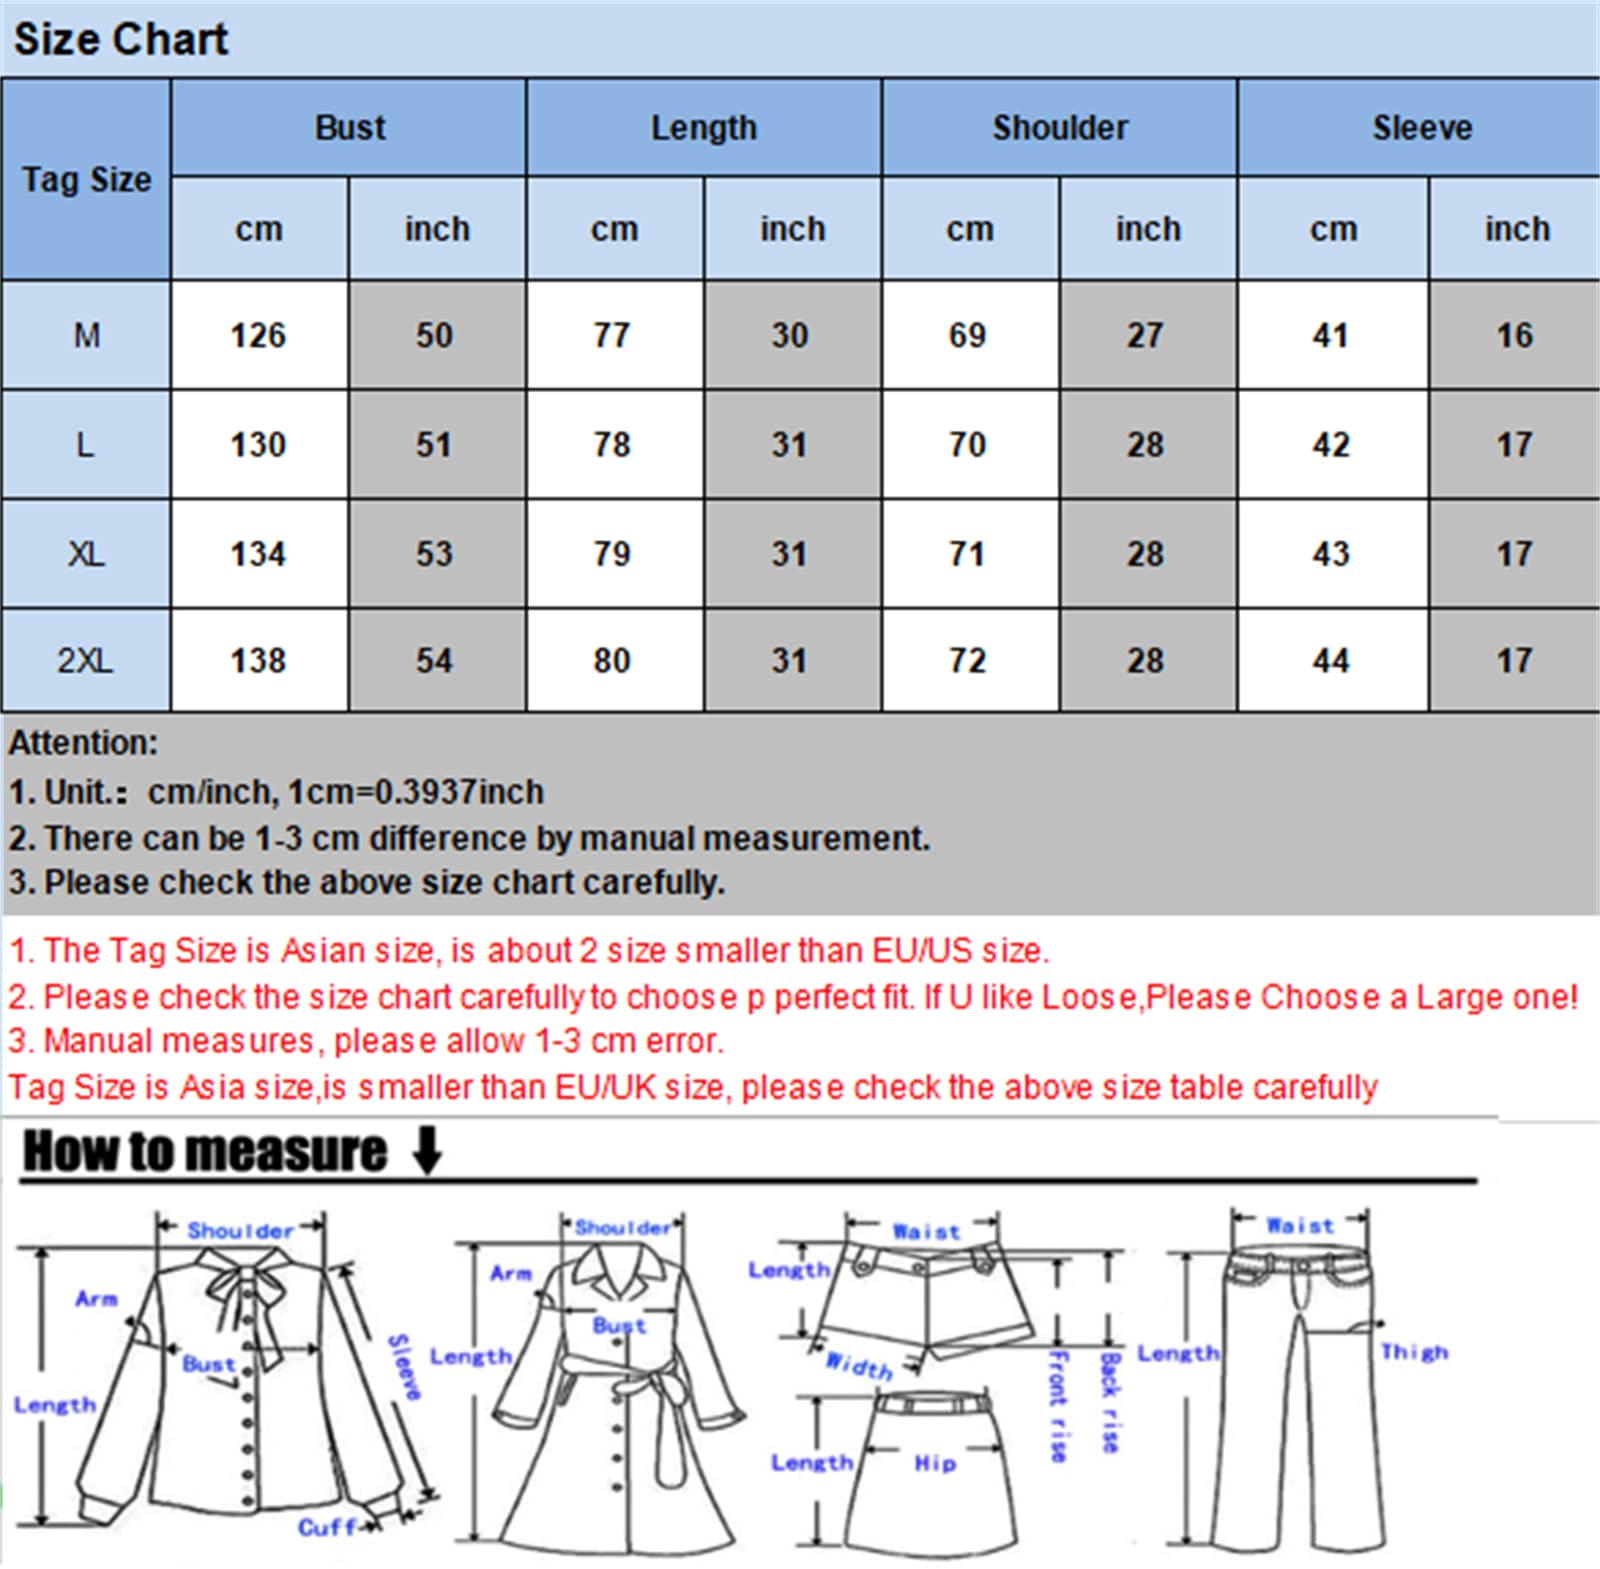 Size Chart
Tag Size Bust Length Shoulder Sleeve
cm inch cm inch cm inch cm inch
M 126 50 77 30 69 27 41 16
L 130 51 78 31 70 28 42 17
XL 134 53 79 31 71 28 43 17
2XL 138 54 80 31 72 28 44 17
Attention:
1. Unit.： cm/inch, 1cm=0.3937inch
2. There can be 1-3 cm difference by manual measurement.
3. Please check the above size chart carefully.
1. The Tag Size is Asian size, is about 2 size smaller than EU/US size.
2. Please check the size chart carefully to choose p perfect fit. If U like Loose,Please Choose a Large one!
3. Manual measures, please allow 1-3 cm error.
Tag Size is Asia size,is smaller than EU/UK size, please check the above size table carefully
How to measure
Shoulder
Arm
Bust
Sleeve
Length
Cuff
Shoulder
Arm
Bust
Length
Waist
Length
Width
Front rise
Back rise
Length
Hip
Waist
Length
Thigh